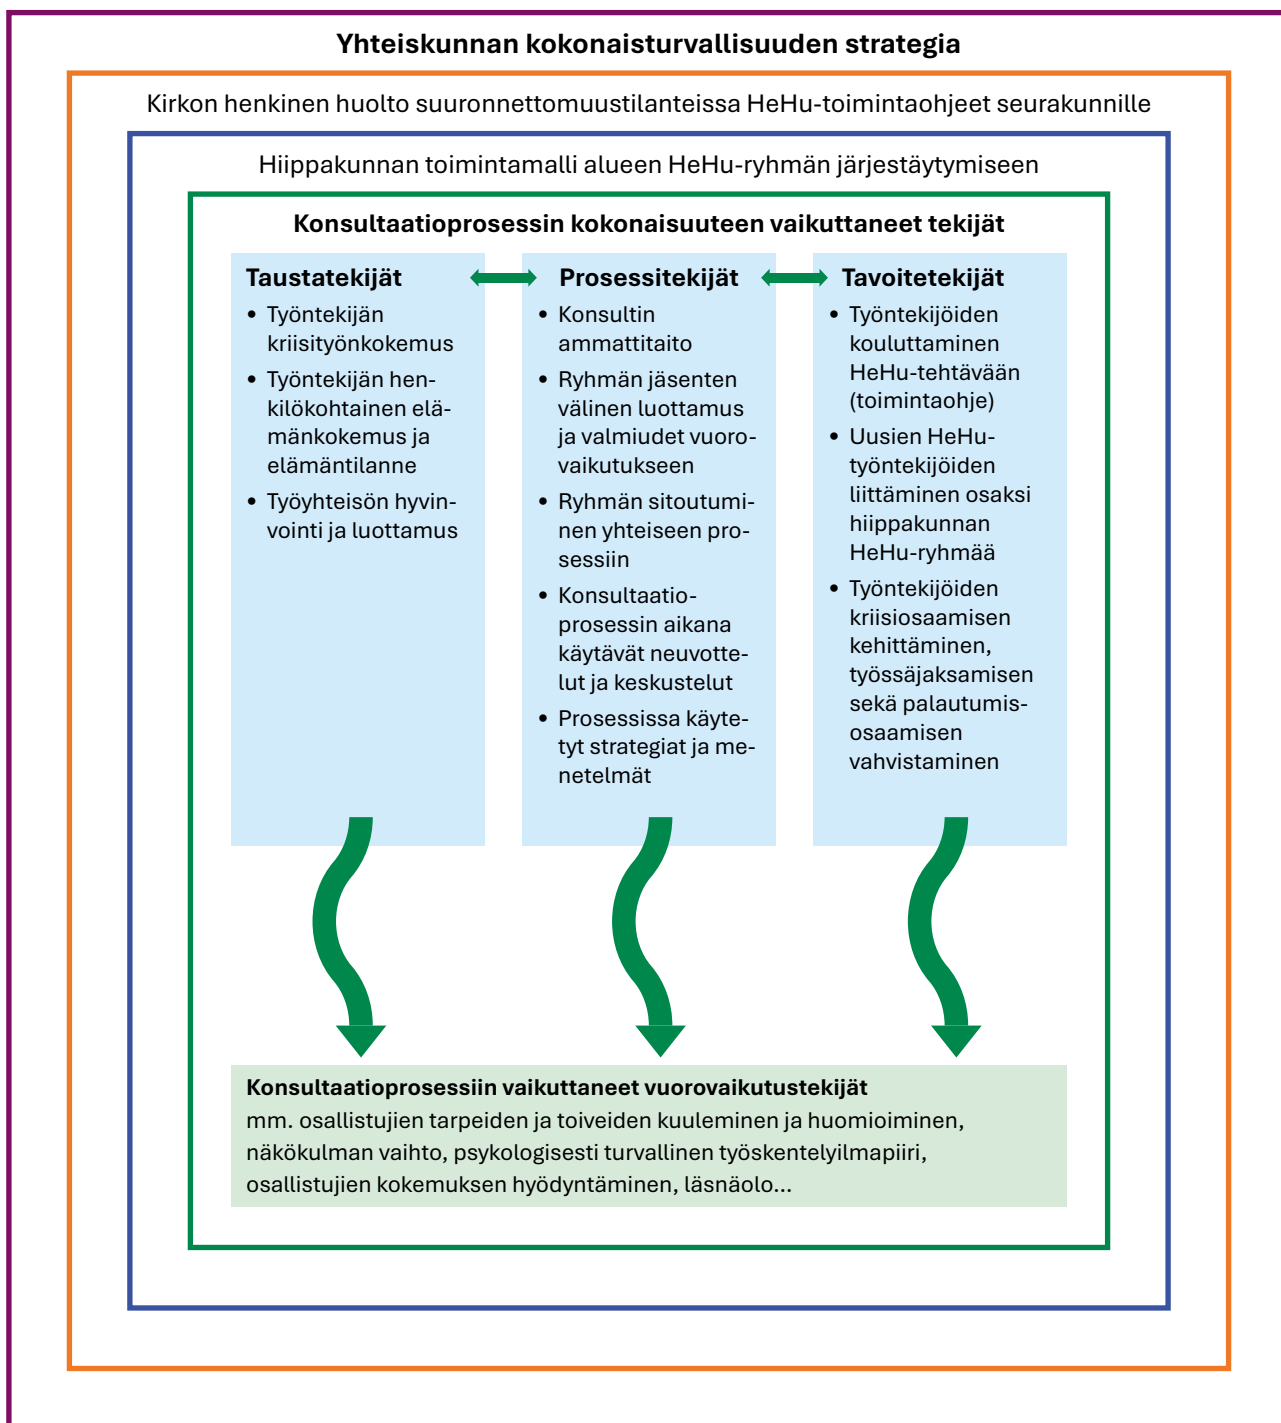 Yhteiskunnan kokonaisturvallisuuden strategia
Kirkon henkinen huolto suuronnettomuustilanteissa HeHu-toimintaohjeet seurakunnille
Hiippakunnan toimintamalli alueen HeHu-ryhmän järjestäytymiseen
Konsultaatioprosessin kokonaisuuteen vaikuttaneet tekijät
Taustatekijät
• Työntekijän
kriisityönkokemus
• Työntekijän hen-
kilökohtainen elä-
mänkokemus ja
elämäntilanne
• Työyhteisön hyvin-
vointi ja luottamus
Prosessitekijät
• Konsultin
ammattitaito
• Ryhmän jäsenten
välinen luottamus
ja valmiudet vuoro-
vaikutukseen
• Ryhmän sitoutumi-
nen yhteiseen pro-
sessiin
• Konsultaatio-
prosessin aikana
käytävät neuvotte-
lut ja keskustelut
• Prosessissa käyte-
tyt strategiat ja me-
netelmät
Tavoitetekijät
• Työntekijöiden
kouluttaminen
HeHu-tehtävään
(toimintaohje)
• Uusien HeHu-
työntekijöiden
liittäminen osaksi
hiippakunnan
HeHu-ryhmää
• Työntekijöiden
kriisiosaamisen
kehittäminen,
työssäjaksamisen
sekä palautumis-
osaamisen
vahvistaminen
Konsultaatioprosessiin vaikuttaneet vuorovaikutustekijät
mm. osallistujien tarpeiden ja toiveiden kuuleminen ja huomioiminen,
näkökulman vaihto, psykologisesti turvallinen työskentelyilmapiiri,
osallistujien kokemuksen hyödyntäminen, läsnäolo...